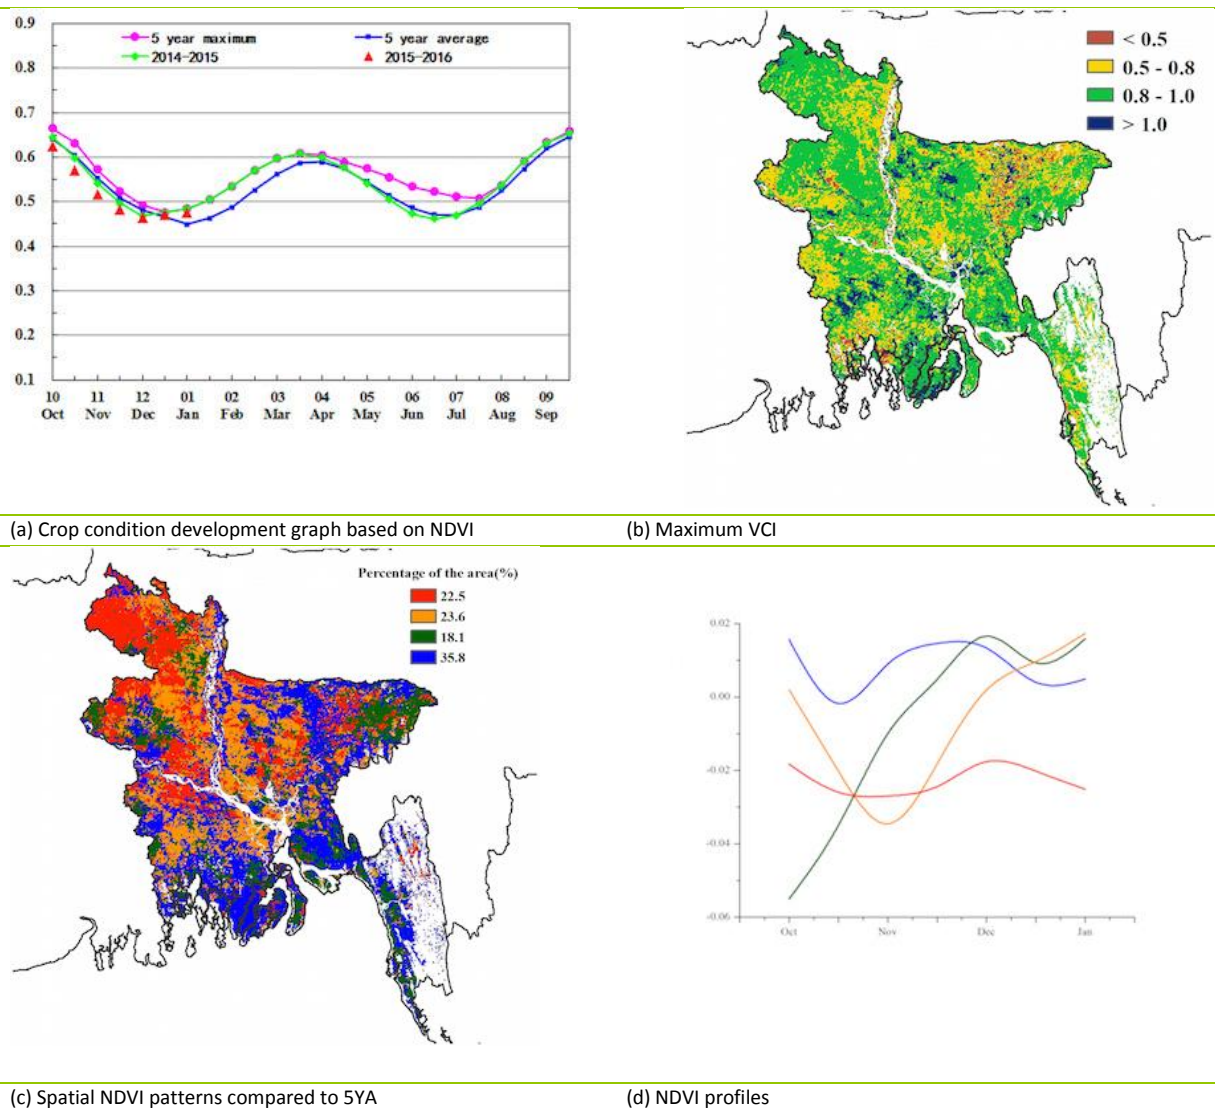 0.9
5 year maximum
5 year average
2014-2015
2015-2016
0.8
0.7
0.6
0.5
0.4
0.3
0.2
0.1
10 11 12 01 02 03 04 05 06 07 08 09
Oct Nov Dec Jan Feb Mar Apr May Jun Jul Aug Sep
< 0.5
0.5 - 0.8
0.8 - 1.0
> 1.0
(a) Crop condition development graph based on NDVI
(b) Maximum VCI
Percentage of the area(%)
22.5
23.6
18.1
35.8
0.02
0.00
-0.02
-0.04
-0.06
Oct Nov Dec Jan
(c) Spatial NDVI patterns compared to 5YA
(d) NDVI profiles